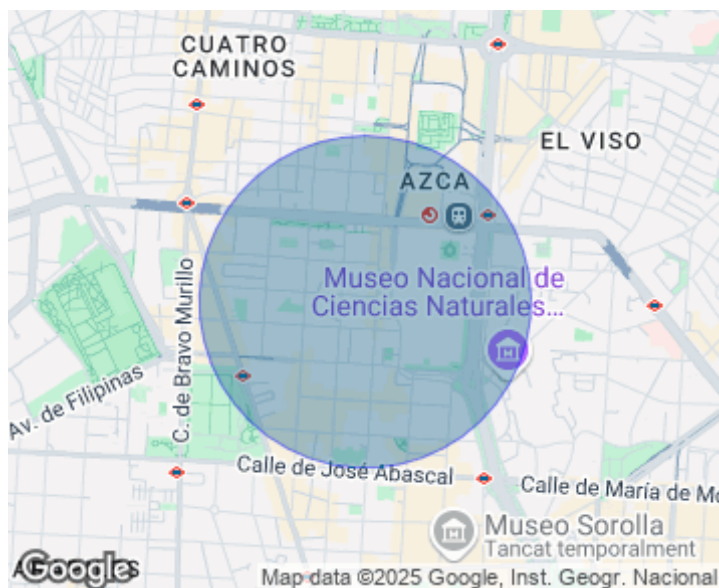 CUATRO
CAMINOS
EL VISO
AZCA
Museo Nacional de
Ciencias Naturales...
C. de Bravo Murillo
Av. de Filipinas
Calle de José Abascal
Calle de María de Mo
Museo Sorolla
Tancat temporalment
Google
Map data ©2025 Google, Inst. Geogr. Nacional